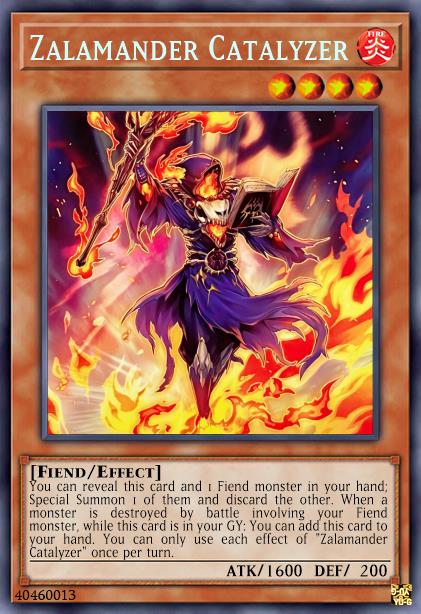 Zalamander Catalyzer
FIRE
炎
[Fiend/Effect]
You can reveal this card and 1 Fiend monster in your hand;
Special Summon 1 of them and discard the other. When a
monster is destroyed by battle involving your Fiend
monster, while this card is in your GY: You can add this card to
your hand. You can only use each effect of "Zalamander
Catalyzer" once per turn.
ATK/1600 DEF/ 200
40460013